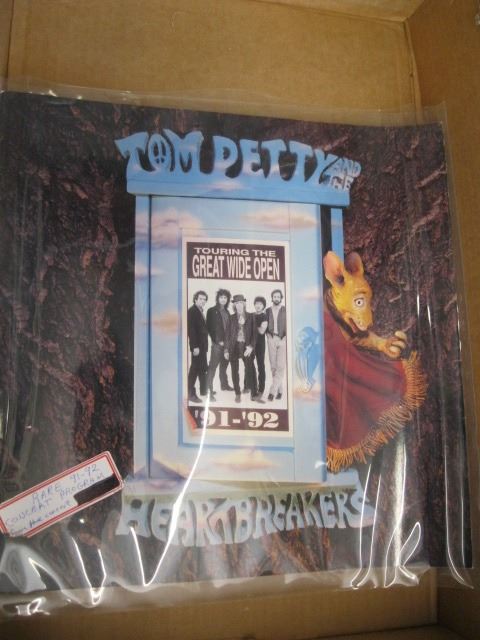 TOM PETTY AND THE
TOURING THE
GREAT WIDE OPEN
'91-'92
HEARTBREAKERS
RARE 91-92
CONCERT PROGRAM